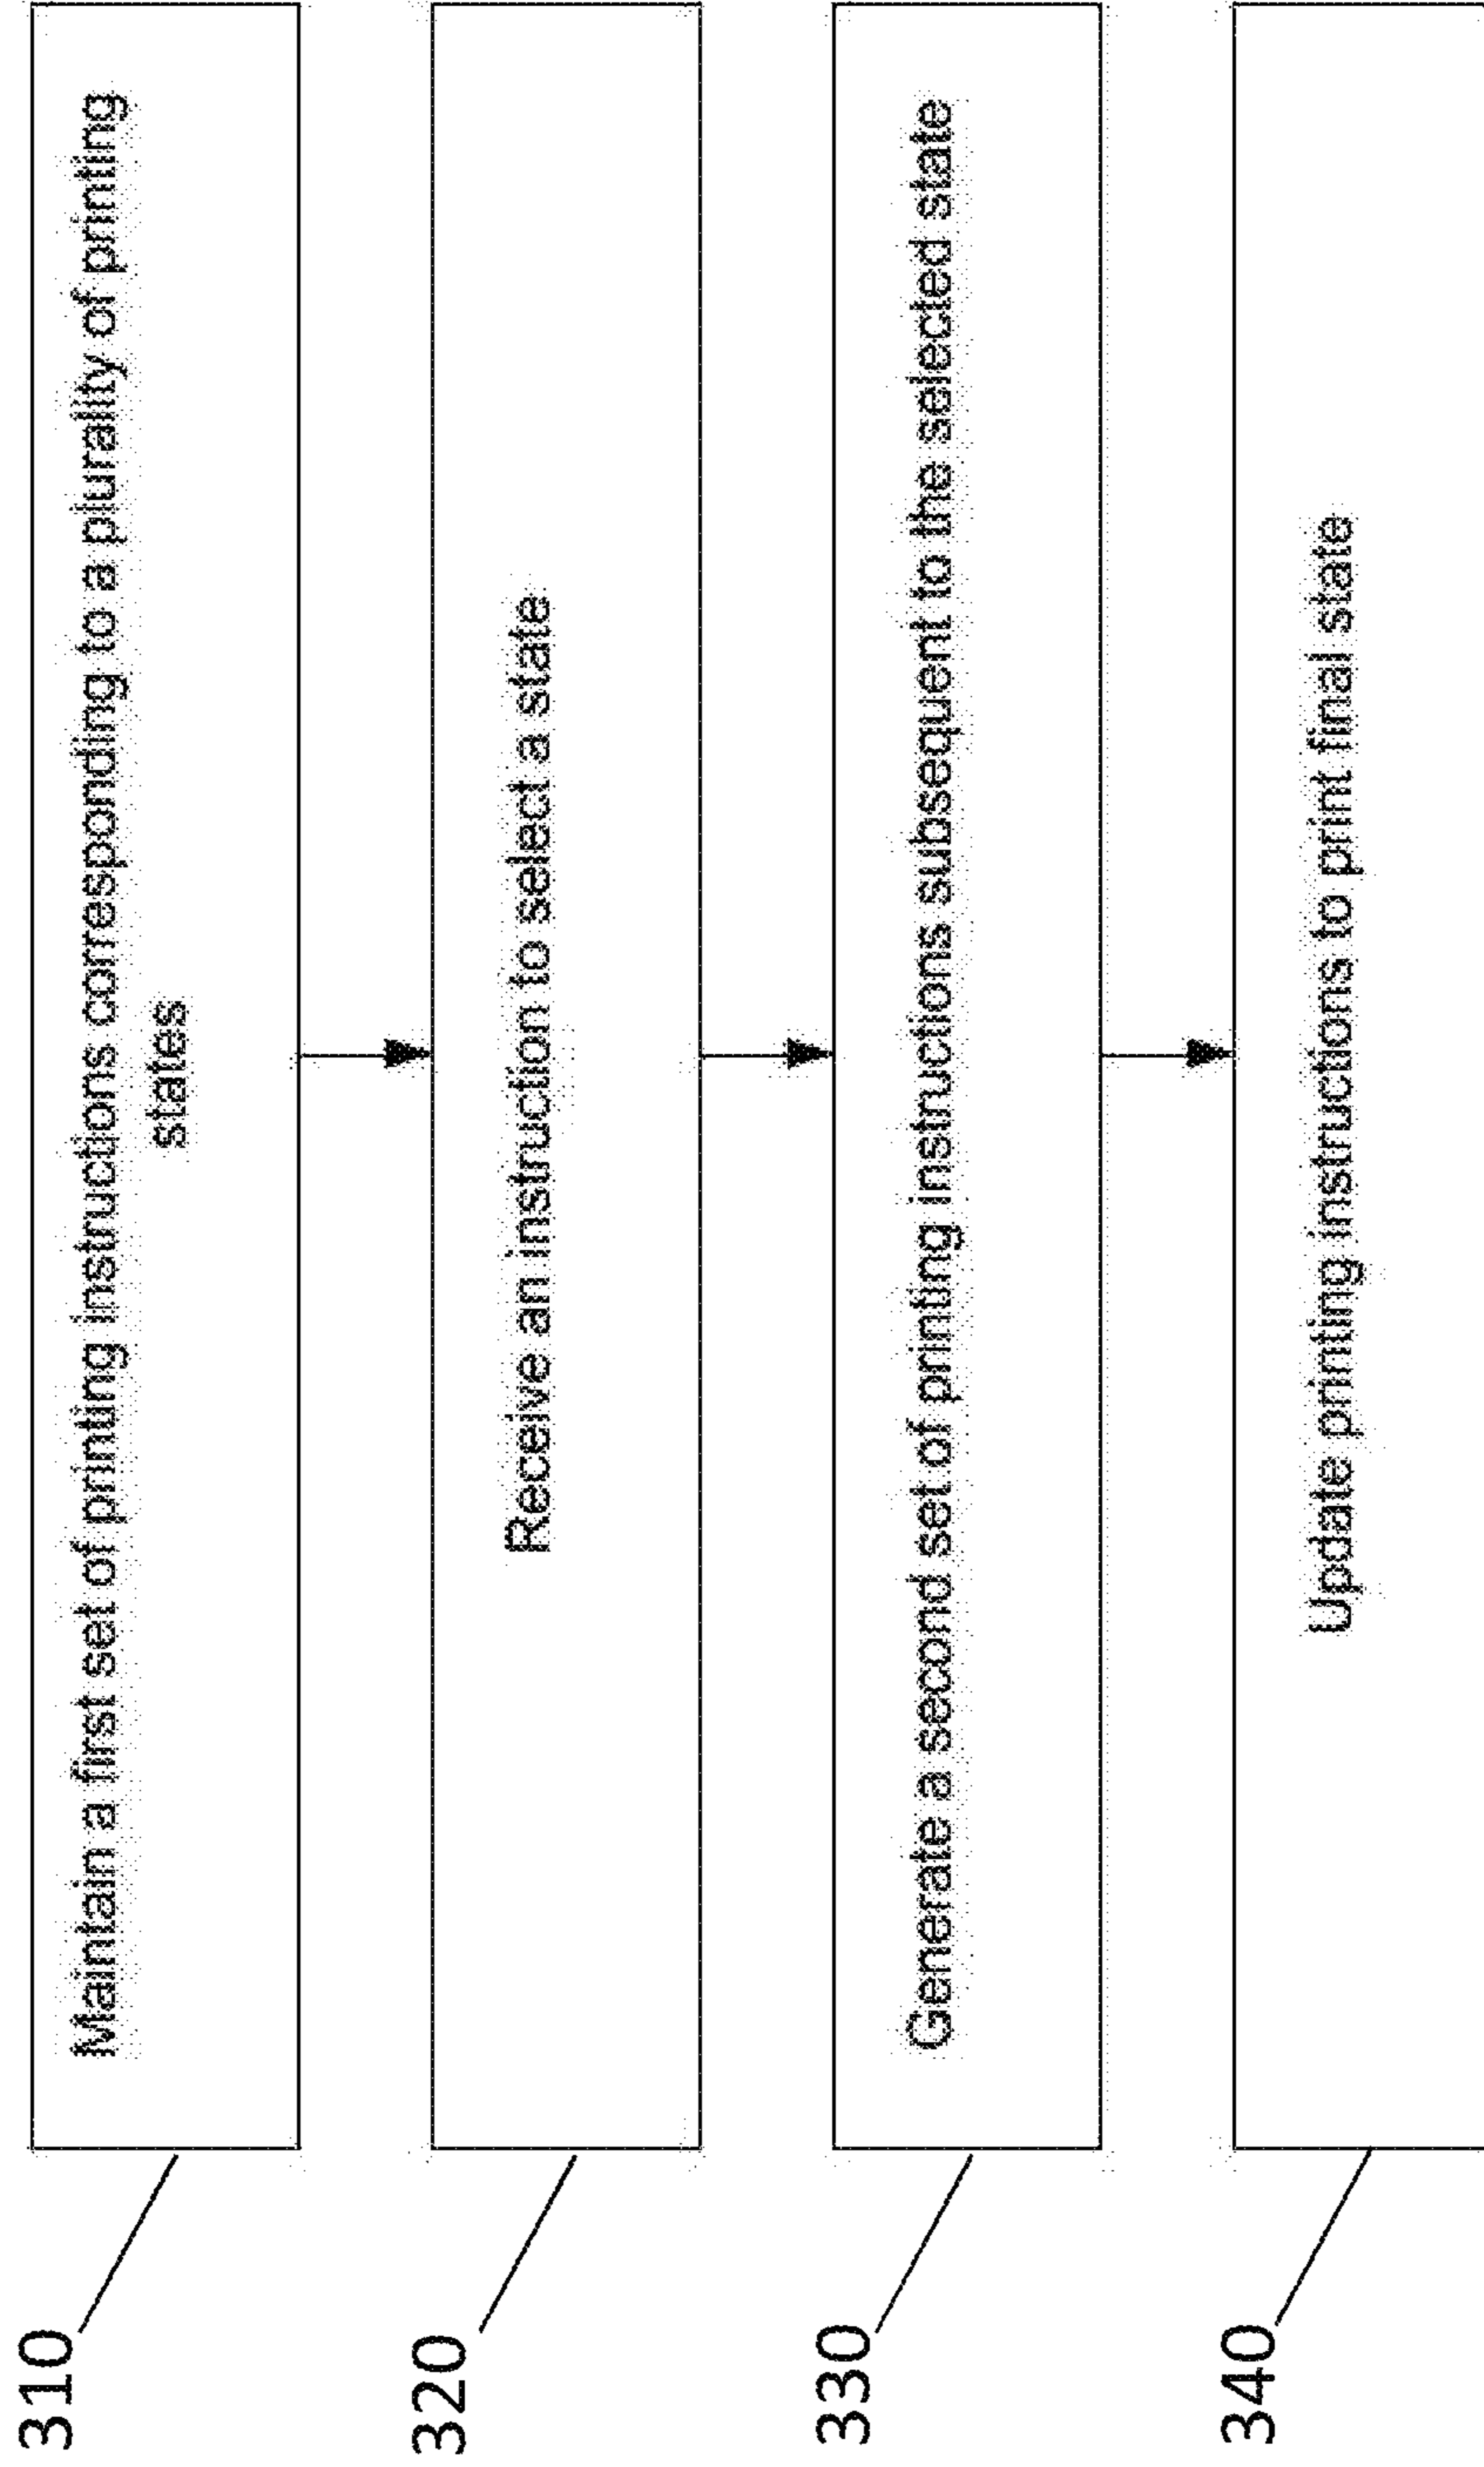 310
Maintain a first set of printing instructions corresponding to a plurality of printing
states
320
Receive an instruction to select a state
330
Generate a second set of printing instructions subsequent to the selected state
340
Update printing instructions to print final state